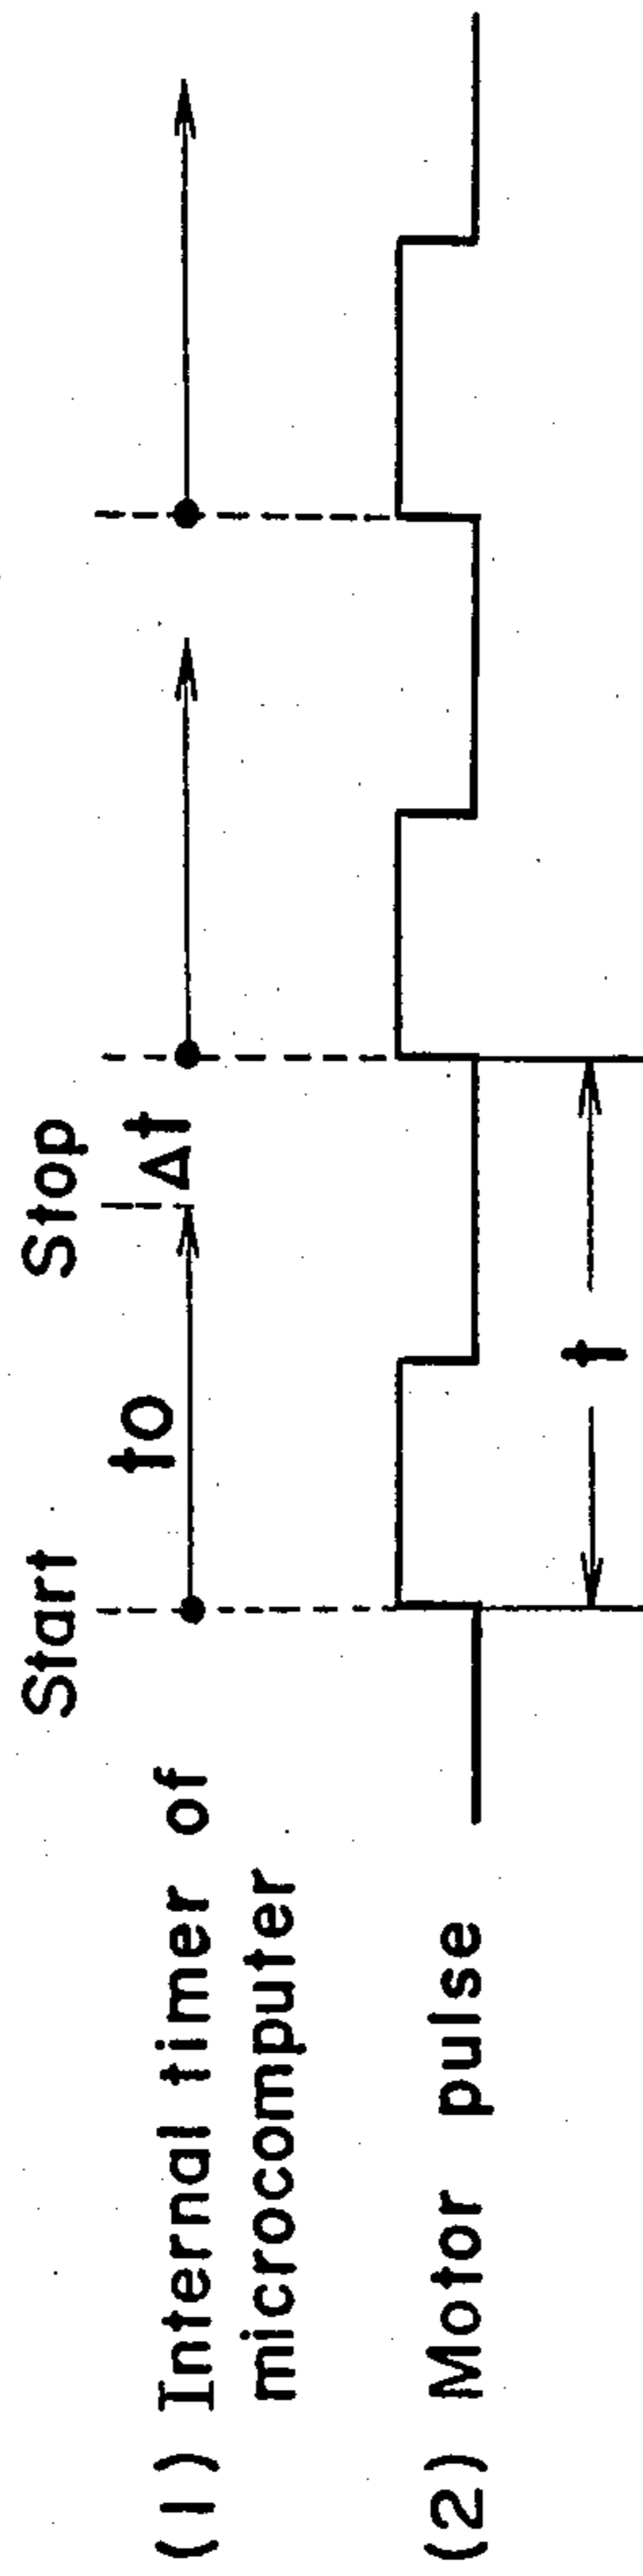 Start Stop
to Δt
(1) Internal timer of
microcomputer
(2) Motor pulse
t